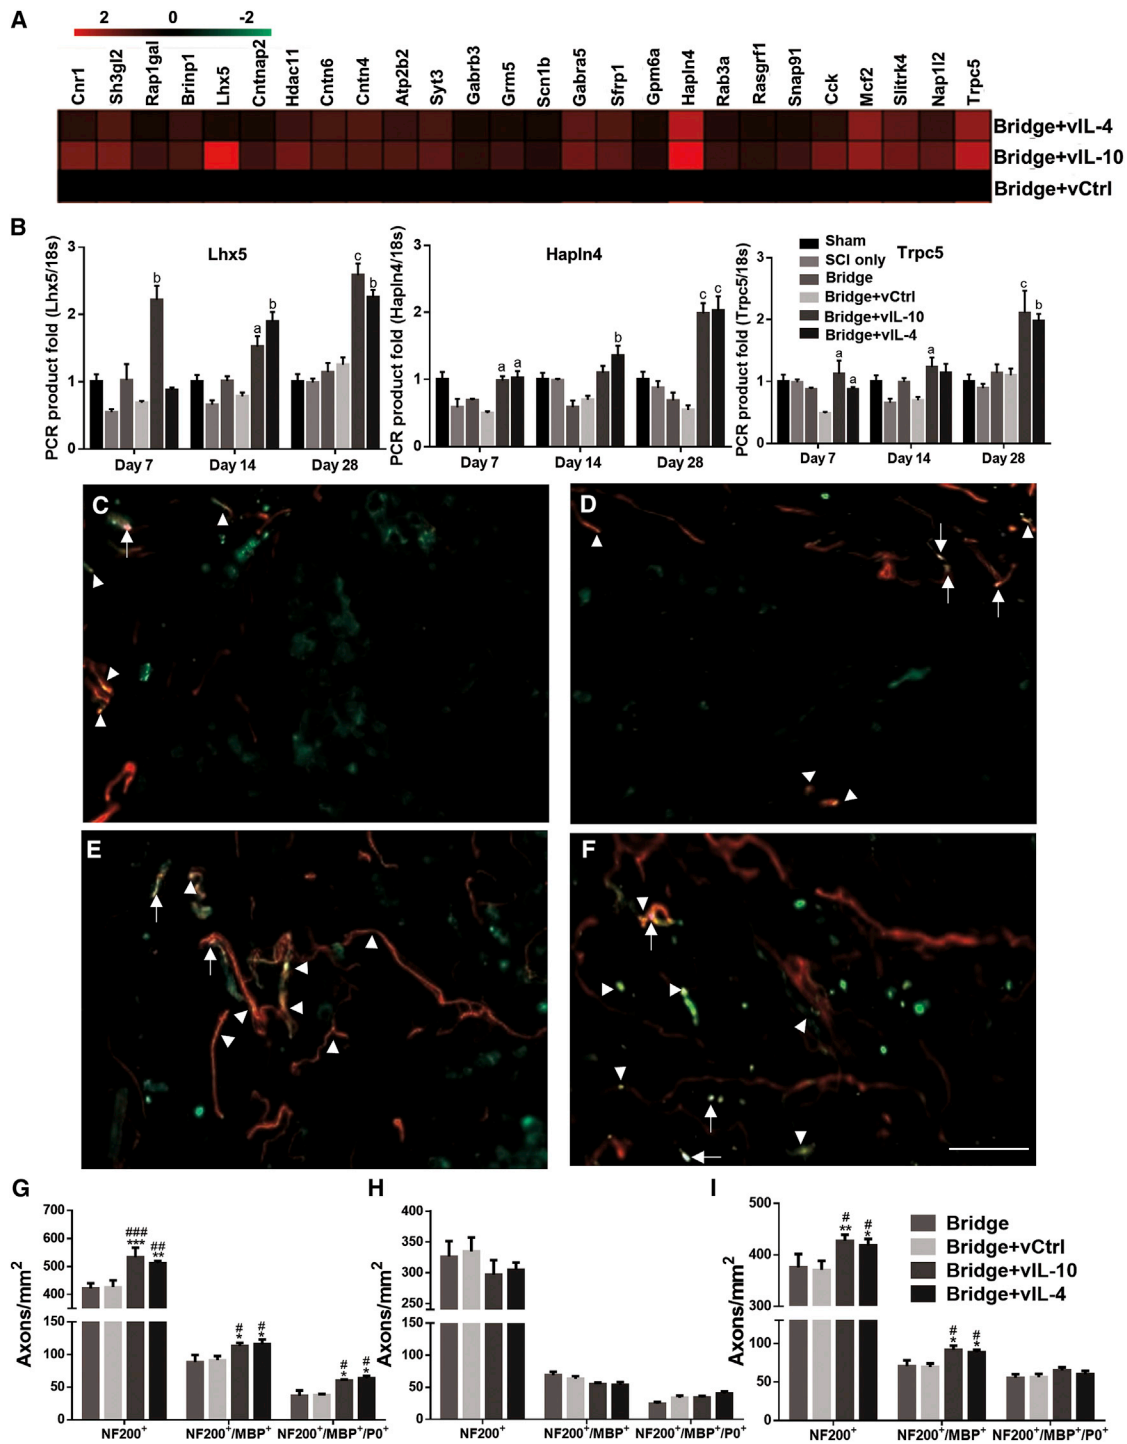 A
2 0 -2
Cnr1 Sh3gl2 Rap1gal Brinp1 Lhx5 Cntnap2 Hdac11 Cntn6 Cntn4 Atp2b2 Syt3 Gabrb3 Grm5 Scn1b Gabra5 Sfrp1 Gpm6a Hapln4 Rab3a Rasgrf1 Snap91 Cck Mcf2 Slitrk4 Nap1l2 Trpc5
Bridge+vIL-4
Bridge+vIL-10
Bridge+vCtrl
B
PCR product fold (Lhx5/18s)
Lhx5
3
2
1
0
b
a
b
c
b
Day 7 Day 14 Day 28
PCR product fold (Hapln4/18s)
Hapln4
3
2
1
0
a a
b
c c
Day 7 Day 14 Day 28
PCR product fold (Trpc5/18s)
Trpc5
3
2
1
0
Sham
SCI only
Bridge
Bridge+vCtrl
Bridge+vIL-10
Bridge+vIL-4
a
a
a
c
b
Day 7 Day 14 Day 28
C
D
E
F
G
Axons/mm2
700
600
500
400
150
100
50
0
###
***
##
**
#
*
#
*
#
*
#
*
NF200+ NF200+/MBP+ NF200+/MBP+/P0+
H
Axons/mm2
400
350
300
250
150
100
50
0
NF200+ NF200+/MBP+ NF200+/MBP+/P0+
I
Axons/mm2
500
400
300
100
50
0
#
**
#
*
#
*
#
*
Bridge
Bridge+vCtrl
Bridge+vIL-10
Bridge+vIL-4
NF200+ NF200+/MBP+ NF200+/MBP+/P0+